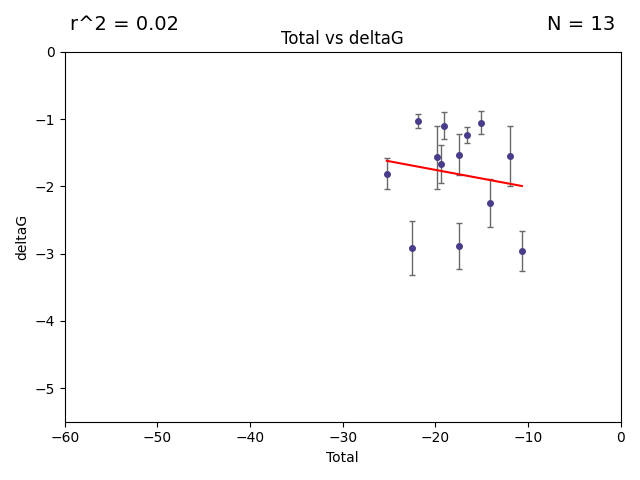 r^2 = 0.02
N = 13
Total vs deltaG
0
−1
−2
−3
−4
−5
deltaG
−60
−50
−40
−30
−20
−10
0
Total